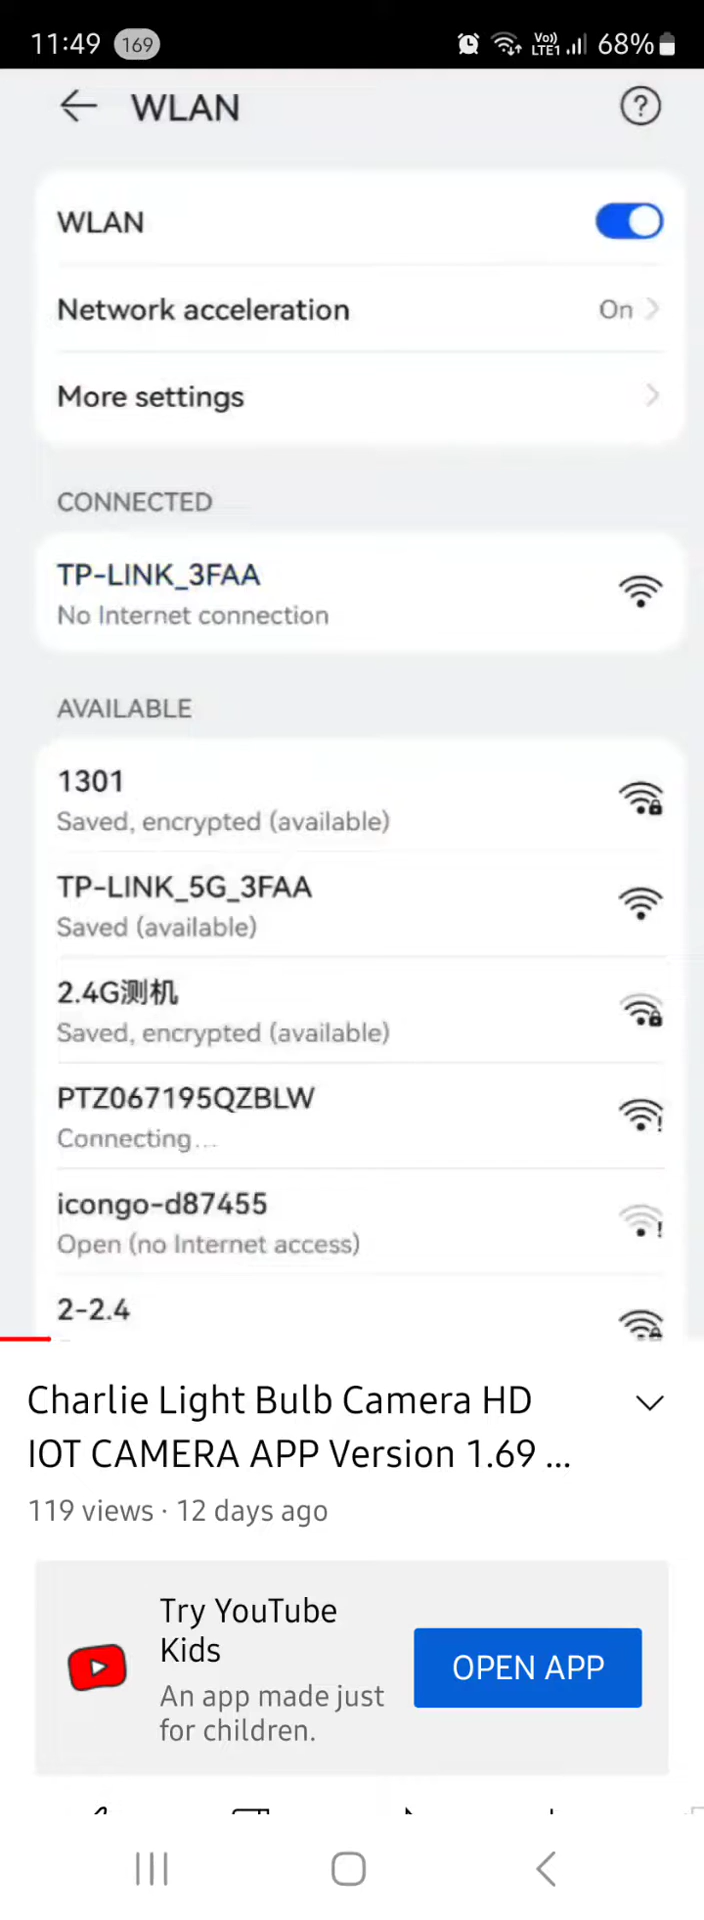 11:49 169 Vo)) LTE1 68%
WLAN ?
WLAN
Network acceleration On
More settings
CONNECTED
TP-LINK_3FAA
No Internet connection
AVAILABLE
1301
Saved, encrypted (available)
TP-LINK_5G_3FAA
Saved (available)
2.4G测机
Saved, encrypted (available)
PTZ067195QZBLW
Connecting...
icongo-d87455
Open (no Internet access)
2-2.4
Charlie Light Bulb Camera HD
IOT CAMERA APP Version 1.69 ...
119 views · 12 days ago
Try YouTube
Kids
An app made just
for children.
OPEN APP